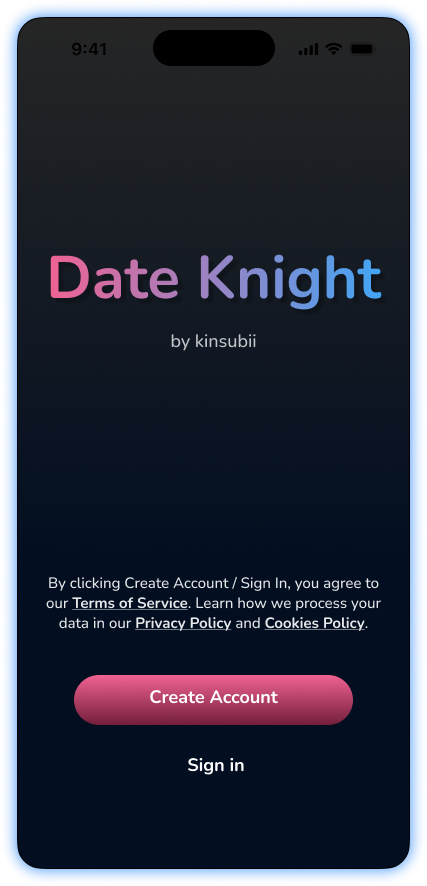 9:41
Date Knight
by kinsubii
By clicking Create Account / Sign In, you agree to
our Terms of Service. Learn how we process your
data in our Privacy Policy and Cookies Policy.
Create Account
Sign in